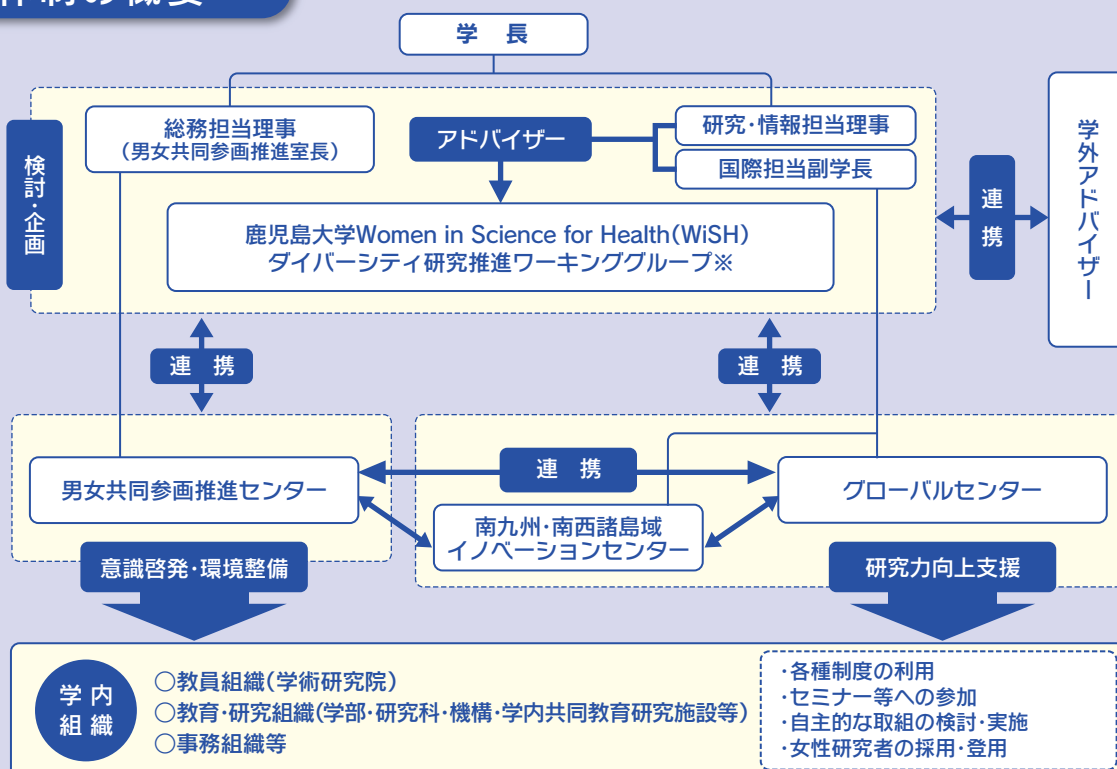 体制の概要
学 長
検討・企画
総務担当理事
(男女共同参画推進室長)
アドバイザー
研究・情報担当理事
国際担当副学長
鹿児島大学Women in Science for Health(WiSH)
ダイバーシティ研究推進ワーキンググループ※
連 携
学外アドバイザー
連 携
連 携
男女共同参画推進センター
連 携
南九州・南西諸島域
イノベーションセンター
グローバルセンター
意識啓発・環境整備
研究力向上支援
学内
組織
○教員組織(学術研究院)
○教育・研究組織(学部・研究科・機構・学内共同教育研究施設等)
○事務組織等
・各種制度の利用
・セミナー等への参加
・自主的な取組の検討・実施
・女性研究者の採用・登用